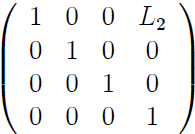 1 0 0 L₂
0 1 0 0
0 0 1 0
0 0 0 1